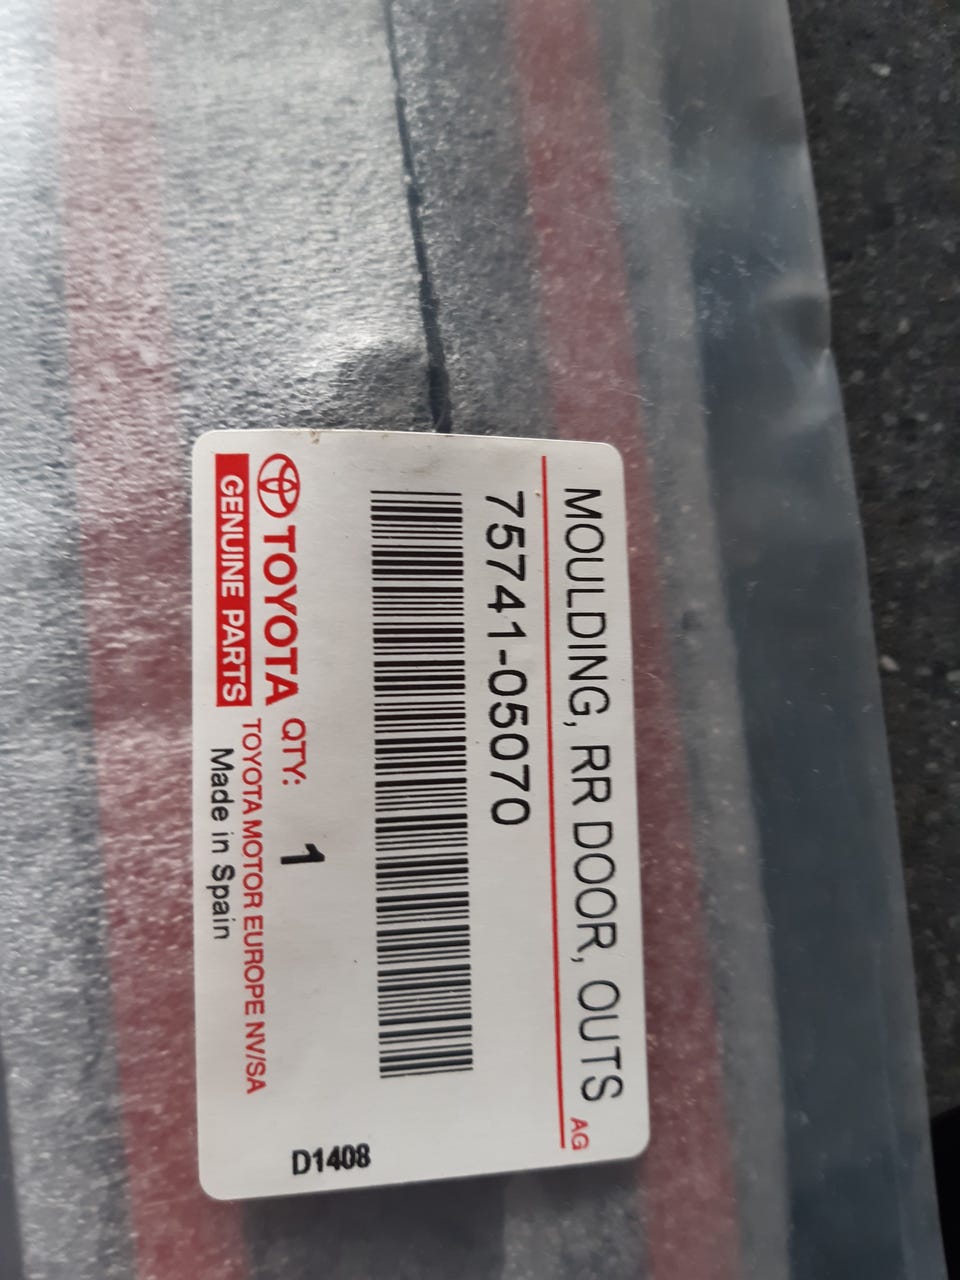 MOULDING, RR DOOR, OUTS
AG
75741-05070
TOYOTA QTY: 1
GENUINE PARTS TOYOTA MOTOR EUROPE NV/SA
Made in Spain
D1408